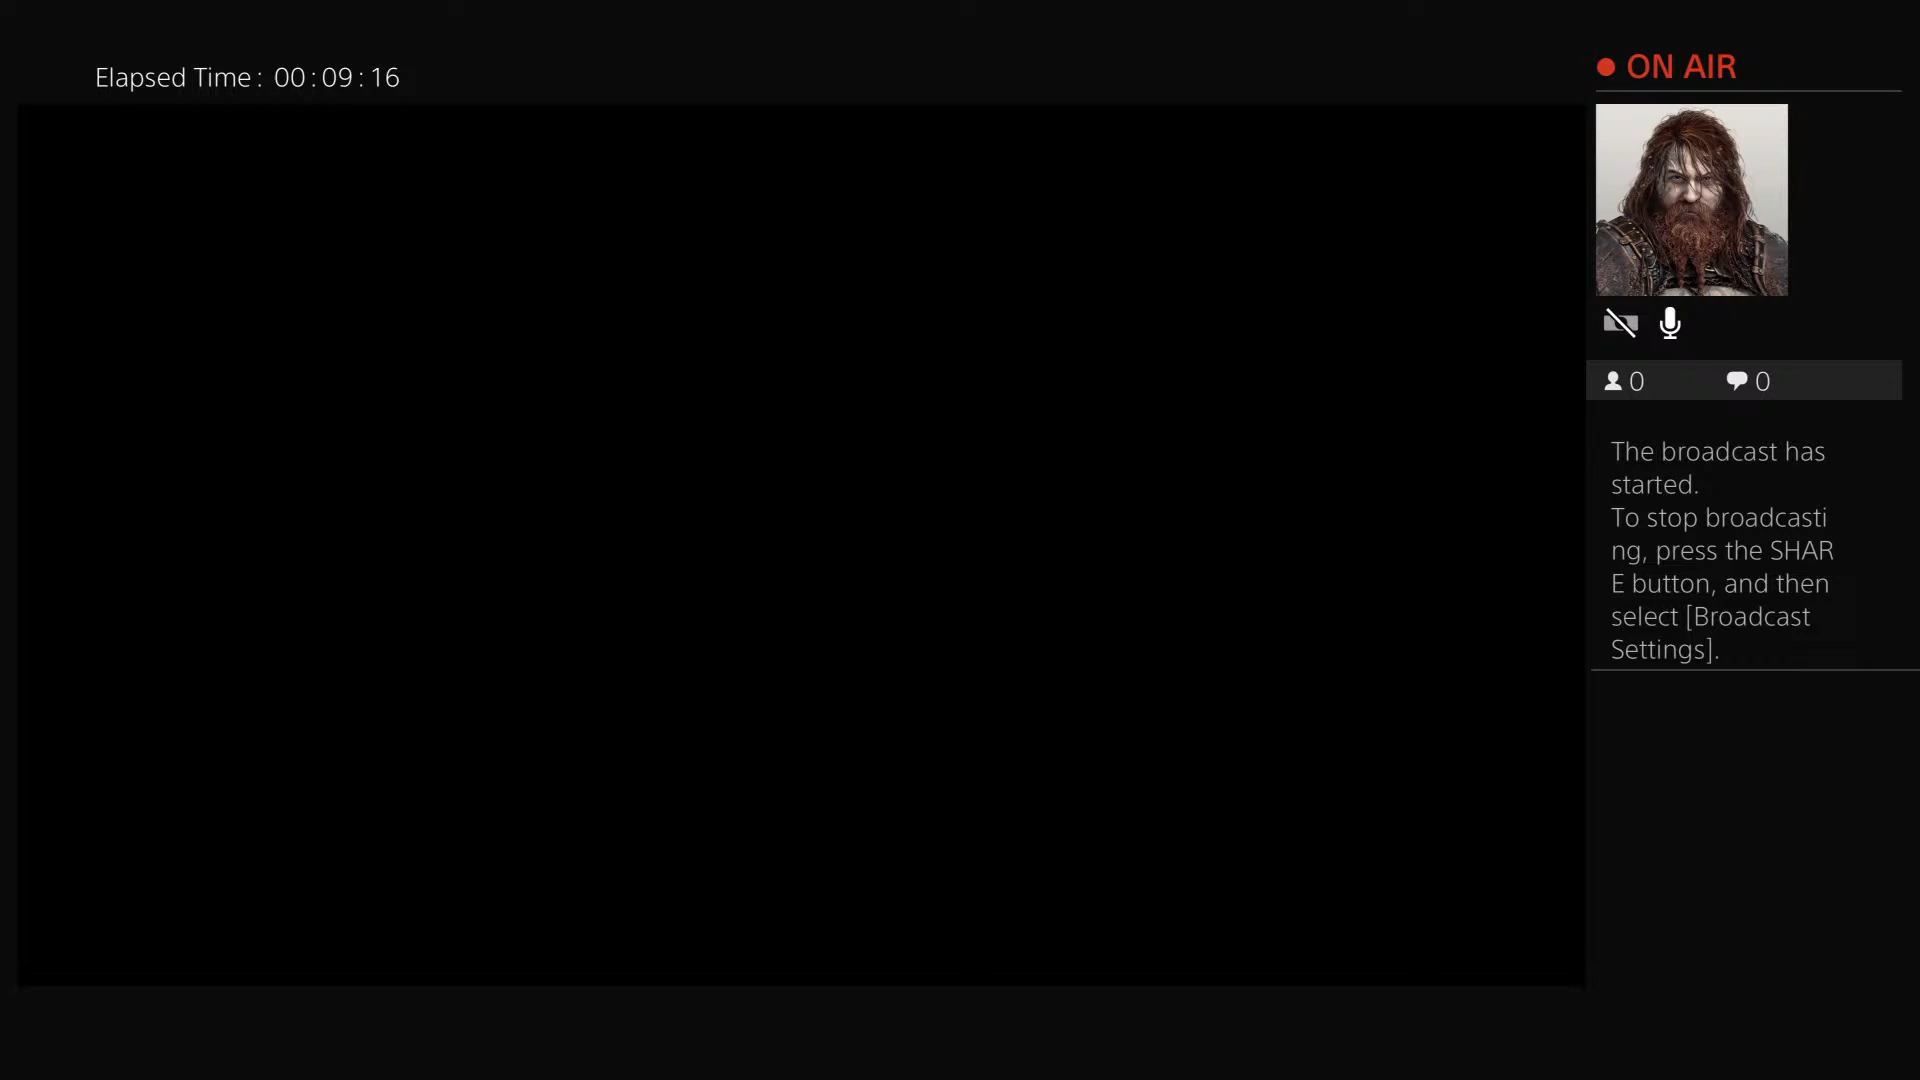 Elapsed Time: 00:09:16
ON AIR
0 0
The broadcast has
started.
To stop broadcasti
ng, press the SHAR
E button, and then
select [Broadcast
Settings].